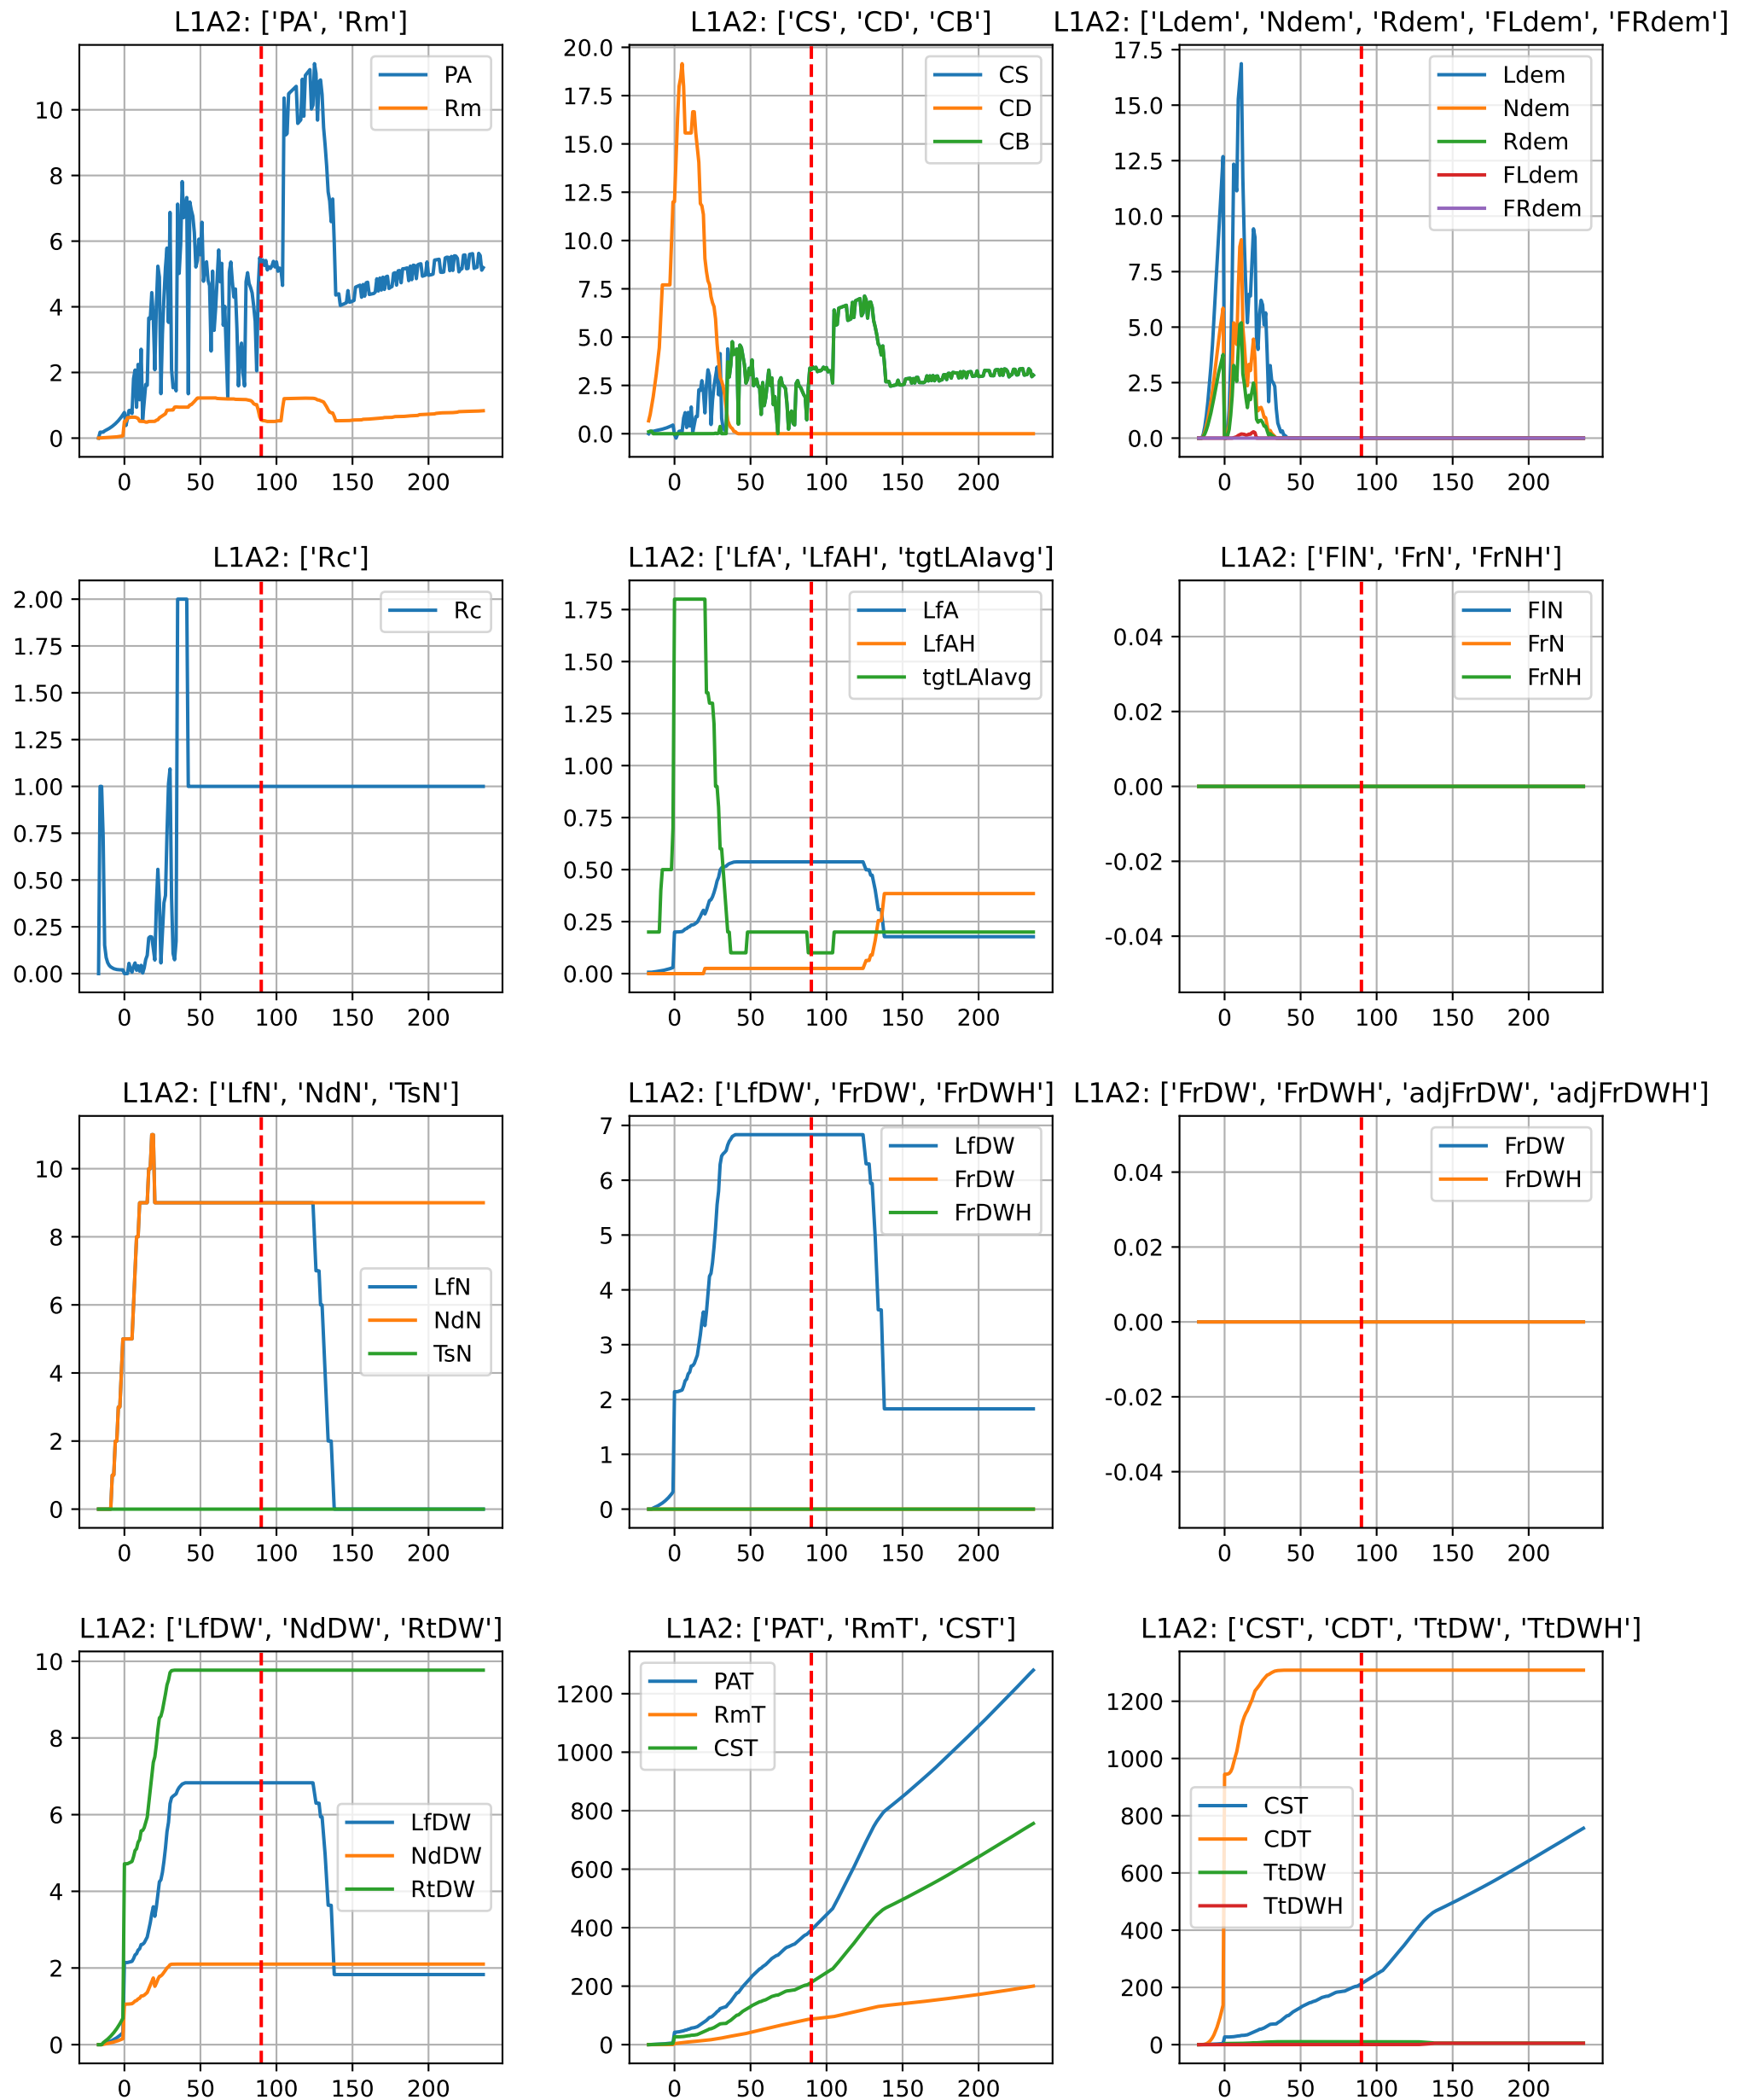 L1A2: ['PA', 'Rm']
PA
Rm
10
8
6
4
2
0
0 50 100 150 200
L1A2: ['CS', 'CD', 'CB']
CS
CD
CB
20.0
17.5
15.0
12.5
10.0
7.5
5.0
2.5
0.0
0 50 100 150 200
L1A2: ['Ldem', 'Ndem', 'Rdem', 'FLdem', 'FRdem']
Ldem
Ndem
Rdem
FLdem
FRdem
17.5
15.0
12.5
10.0
7.5
5.0
2.5
0.0
0 50 100 150 200
L1A2: ['Rc']
Rc
2.00
1.75
1.50
1.25
1.00
0.75
0.50
0.25
0.00
0 50 100 150 200
L1A2: ['LfA', 'LfAH', 'tgtLAIavg']
LfA
LfAH
tgtLAIavg
1.75
1.50
1.25
1.00
0.75
0.50
0.25
0.00
0 50 100 150 200
L1A2: ['FlN', 'FrN', 'FrNH']
FlN
FrN
FrNH
0.04
0.02
0.00
-0.02
-0.04
0 50 100 150 200
L1A2: ['LfN', 'NdN', 'TsN']
LfN
NdN
TsN
10
8
6
4
2
0
0 50 100 150 200
L1A2: ['LfDW', 'FrDW', 'FrDWH']
LfDW
FrDW
FrDWH
7
6
5
4
3
2
1
0
0 50 100 150 200
L1A2: ['FrDW', 'FrDWH', 'adjFrDW', 'adjFrDWH']
FrDW
FrDWH
0.04
0.02
0.00
-0.02
-0.04
0 50 100 150 200
L1A2: ['LfDW', 'NdDW', 'RtDW']
LfDW
NdDW
RtDW
10
8
6
4
2
0
0 50 100 150 200
L1A2: ['PAT', 'RmT', 'CST']
PAT
RmT
CST
1200
1000
800
600
400
200
0
0 50 100 150 200
L1A2: ['CST', 'CDT', 'TtDW', 'TtDWH']
CST
CDT
TtDW
TtDWH
1200
1000
800
600
400
200
0
0 50 100 150 200